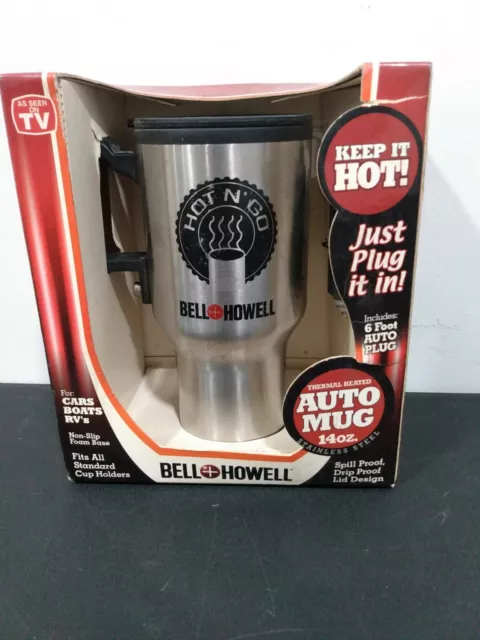 AS SEEN
ON
TV
KEEP IT
HOT!
Just
Plug
it in!
Includes:
6 Foot
AUTO
PLUG
HOT N' GO
BELL HOWELL
For:
CARS
BOATS
RV's
Non-Slip
Foam Base
Fits All
Standard
Cup Holders
THERMAL HEATED
AUTO
MUG
14oz.
STAINLESS STEEL
BELL HOWELL
Spill Proof,
Drip Proof
Lid Design